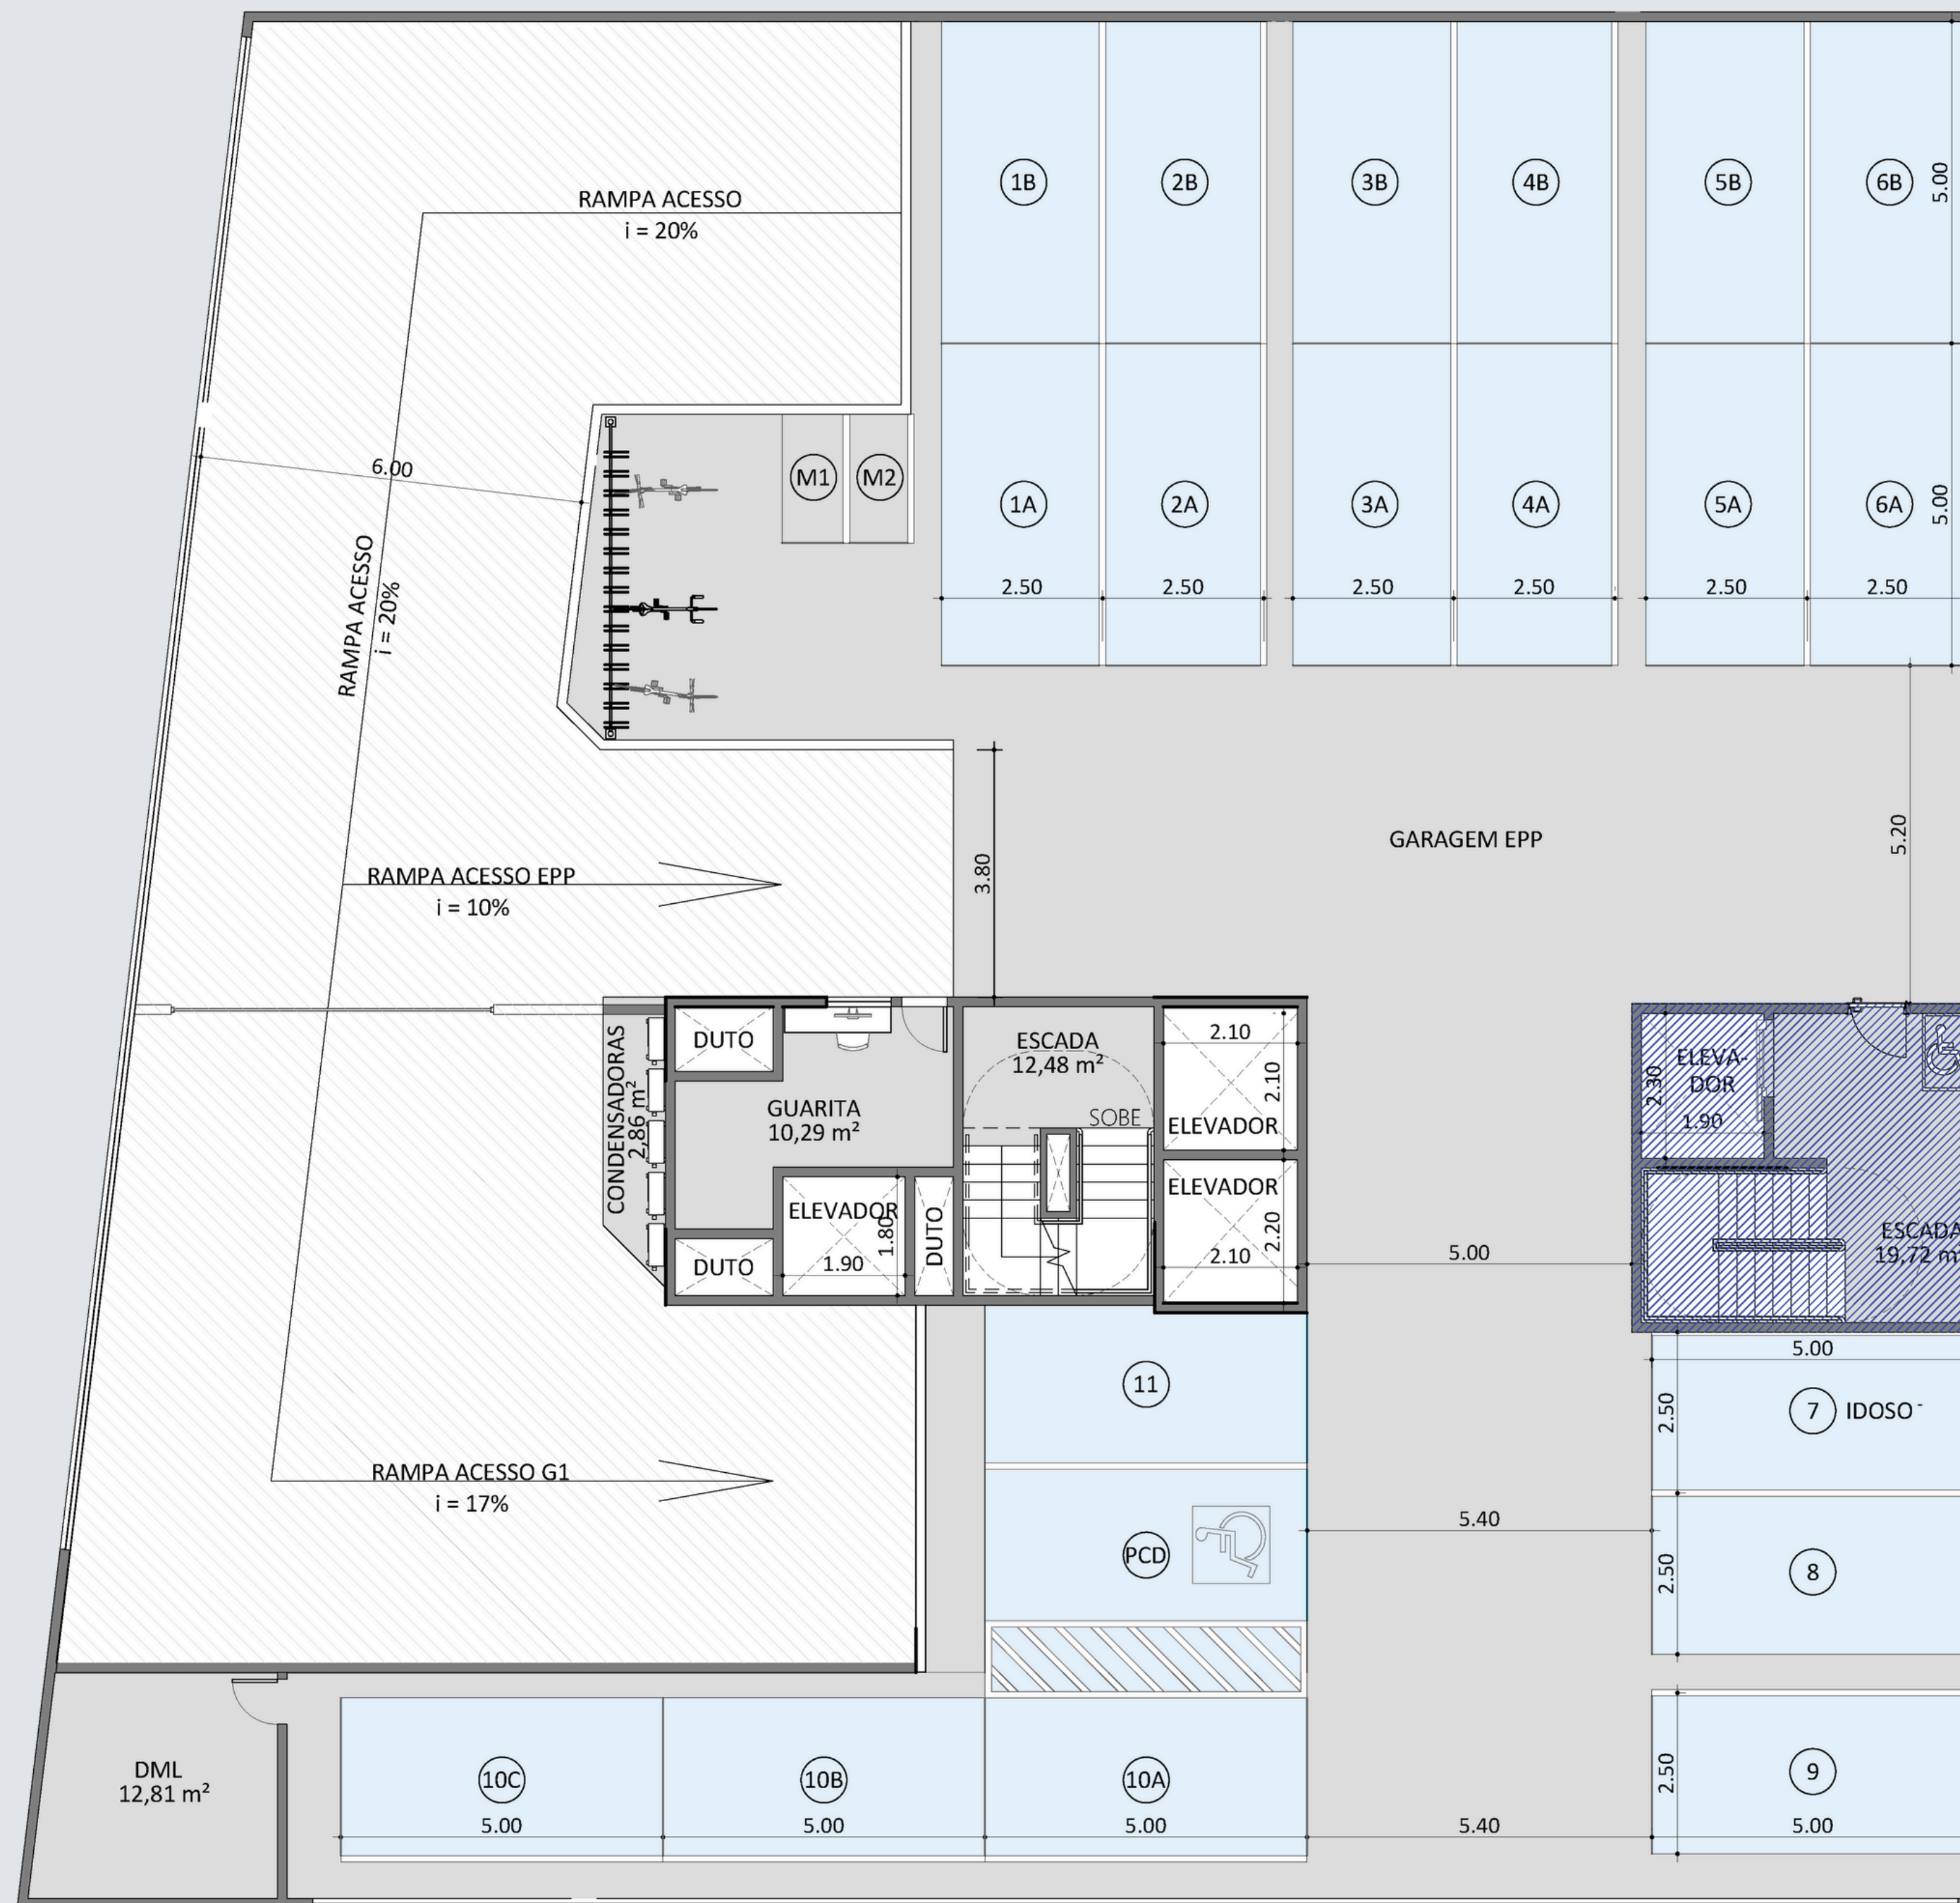 RAMPA ACESSO
i = 20%
1B
2B
3B
4B
5B
6B
5.00
6.00
M1
M2
1A
2A
3A
4A
5A
6A
5.00
RAMPA ACESSO
i = 20%
2.50
2.50
2.50
2.50
2.50
2.50
GARAGEM EPP
5.20
3.80
RAMPA ACESSO EPP
i = 10%
CONDENSADORAS
2,86 m²
DUTO
GUARITA
10,29 m²
ESCADA
12,48 m²
SOBE
2.10
2.10
ELEVADOR
ELEVADOR
2.20
2.10
ELEVADOR
1.80
1.90
DUTO
DUTO
5.00
ELEVA-
DOR
2.30
1.90
ESCADA
19,72 m²
5.00
11
2.50
7
IDOSO -
RAMPA ACESSO G1
i = 17%
PCD
5.40
2.50
8
DML
12,81 m²
10C
10B
10A
2.50
9
5.00
5.00
5.00
5.40
5.00